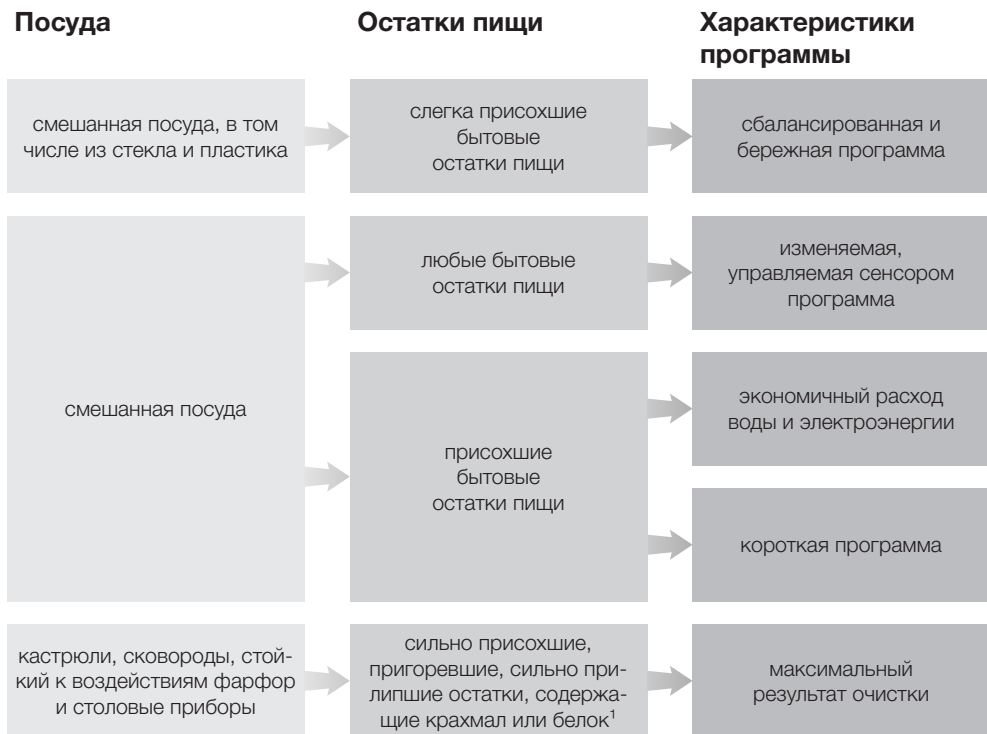 Посуда
Остатки пищи
Характеристики
программы
смешанная посуда, в том
числе из стекла и пластика
слегка присохшие
бытовые
остатки пищи
сбалансированная и
бережная программа
смешанная посуда
любые бытовые
остатки пищи
изменяемая,
управляемая сенсором
программа
присохшие
бытовые
остатки пищи
экономичный расход
воды и электроэнергии
короткая программа
кастрюли, сковороды, стой-
кий к воздействиям фарфор
и столовые приборы
сильно присохшие,
пригоревшие, сильно при-
липшие остатки, содержа-
щие крахмал или белок¹
максимальный
результат очистки